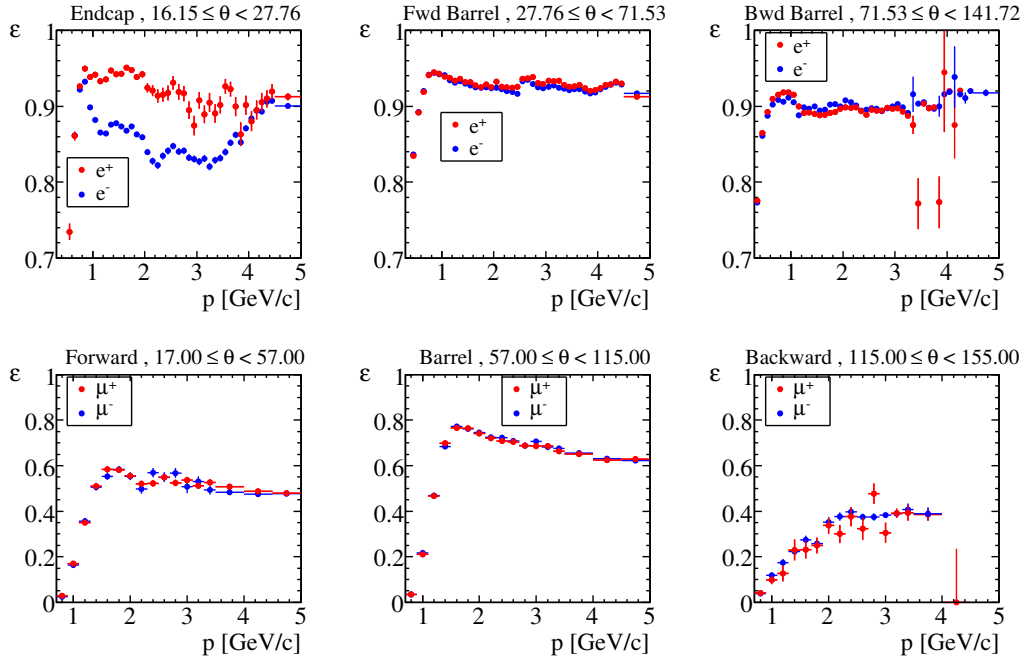 Endcap , 16.15 ≤ θ < 27.76
ε
1
0.9
0.8
0.7
e⁺
e⁻
1 2 3 4 5
p [GeV/c]
Fwd Barrel , 27.76 ≤ θ < 71.53
ε
1
0.9
0.8
0.7
e⁺
e⁻
1 2 3 4 5
p [GeV/c]
Bwd Barrel , 71.53 ≤ θ < 141.72
ε
1
0.9
0.8
0.7
e⁺
e⁻
1 2 3 4 5
p [GeV/c]
Forward , 17.00 ≤ θ < 57.00
ε
1
0.8
0.6
0.4
0.2
0
μ⁺
μ⁻
1 2 3 4 5
p [GeV/c]
Barrel , 57.00 ≤ θ < 115.00
ε
1
0.8
0.6
0.4
0.2
0
μ⁺
μ⁻
1 2 3 4 5
p [GeV/c]
Backward , 115.00 ≤ θ < 155.00
ε
1
0.8
0.6
0.4
0.2
0
μ⁺
μ⁻
1 2 3 4 5
p [GeV/c]